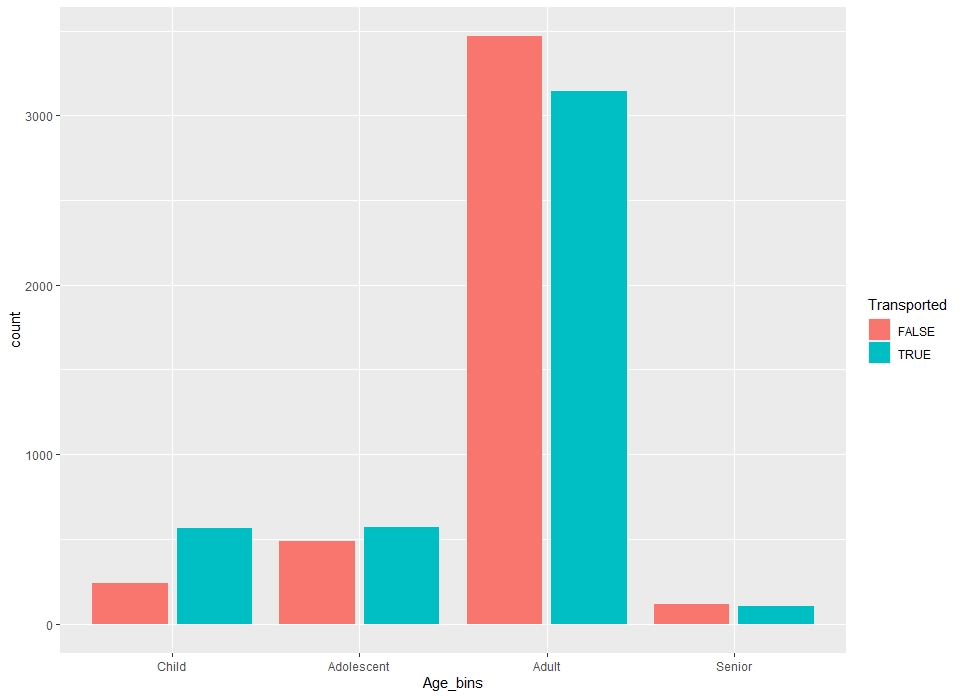 3000
2000
1000
0
count
Child
Adolescent
Adult
Senior
Age_bins
Transported
FALSE
TRUE